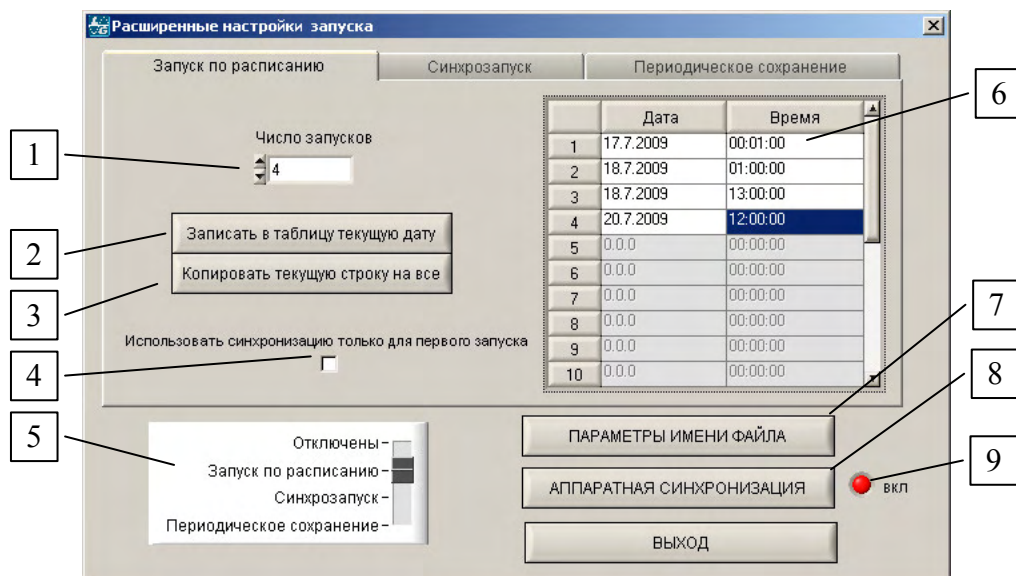 Расширенные настройки запуска
Запуск по расписанию
Синхрозапуск
Периодическое сохранение
Число запусков
4
Записать в таблицу текущую дату
Копировать текущую строку на все
Использовать синхронизацию только для первого запуска
Дата Время
1 17.7.2009 00:01:00
2 18.7.2009 01:00:00
3 18.7.2009 13:00:00
4 20.7.2009 12:00:00
5 0.0.0 00:00:00
6 0.0.0 00:00:00
7 0.0.0 00:00:00
8 0.0.0 00:00:00
9 0.0.0 00:00:00
10 0.0.0 00:00:00
Отключены
Запуск по расписанию
Синхрозапуск
Периодическое сохранение
ПАРАМЕТРЫ ИМЕНИ ФАЙЛА
АППАРАТНАЯ СИНХРОНИЗАЦИЯ
ВКЛ
ВЫХОД
1
2
3
4
5
6
7
8
9